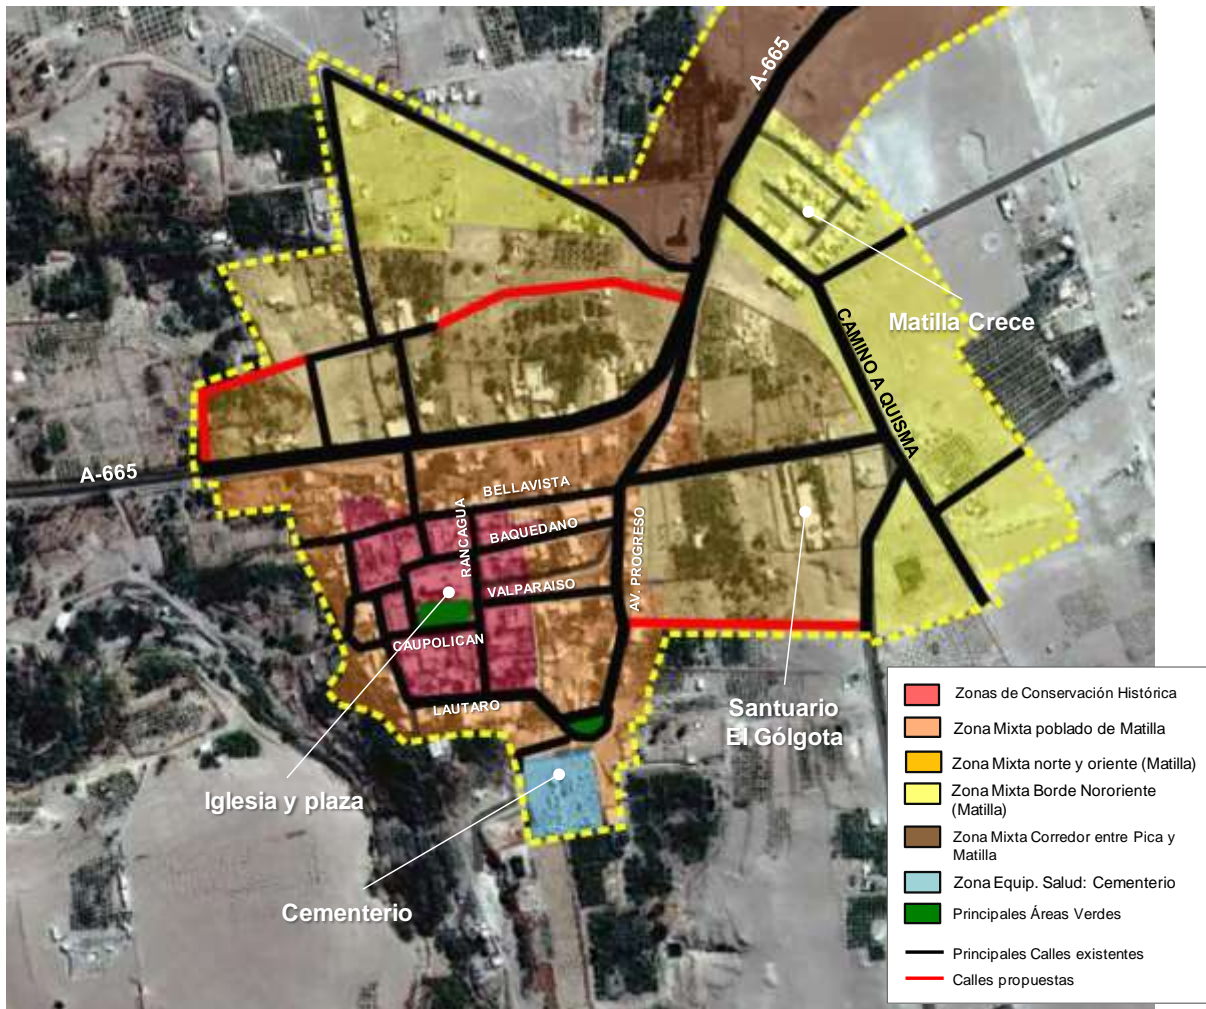 A-665
Matilla Crece
CAMINO A QUISMA
A-665
BELLAVISTA
RANCAGUA
BAQUEDANO
AV. PROGRESO
VALPARAISO
CAUPOLICAN
LAUTARO
Santuario
El Gólgota
Iglesia y plaza
Cementerio
Zonas de Conservación Histórica
Zona Mixta poblado de Matilla
Zona Mixta norte y oriente (Matilla)
Zona Mixta Borde Nororiente
(Matilla)
Zona Mixta Corredor entre Pica y
Matilla
Zona Equip. Salud: Cementerio
Principales Áreas Verdes
Principales Calles existentes
Calles propuestas